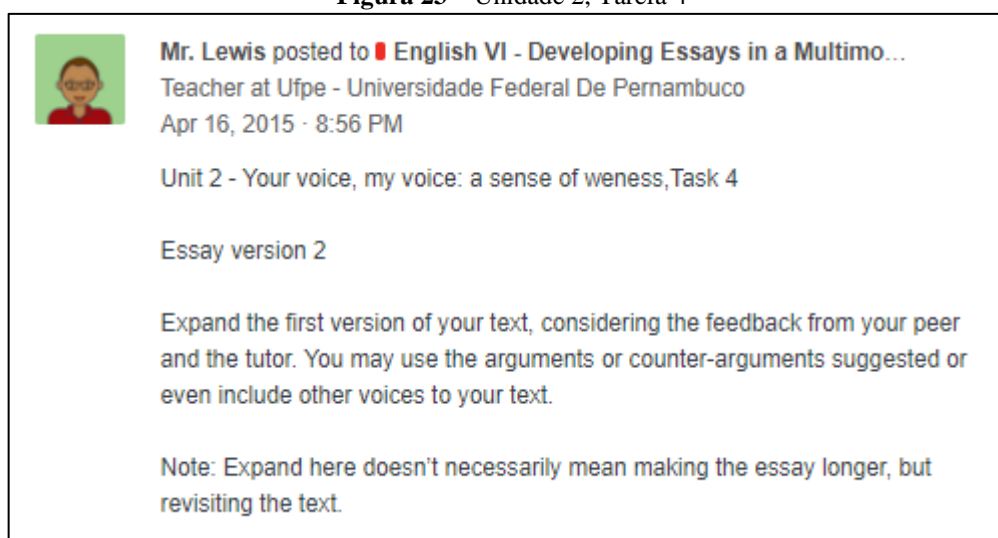 Figura 25 – Unidade 2, Tarefa 4
Mr. Lewis posted to English VI - Developing Essays in a Multimo...
Teacher at Ufpe - Universidade Federal De Pernambuco
Apr 16, 2015 · 8:56 PM
Unit 2 - Your voice, my voice: a sense of weness,Task 4
Essay version 2
Expand the first version of your text, considering the feedback from your peer
and the tutor. You may use the arguments or counter-arguments suggested or
even include other voices to your text.
Note: Expand here doesn't necessarily mean making the essay longer, but
revisiting the text.